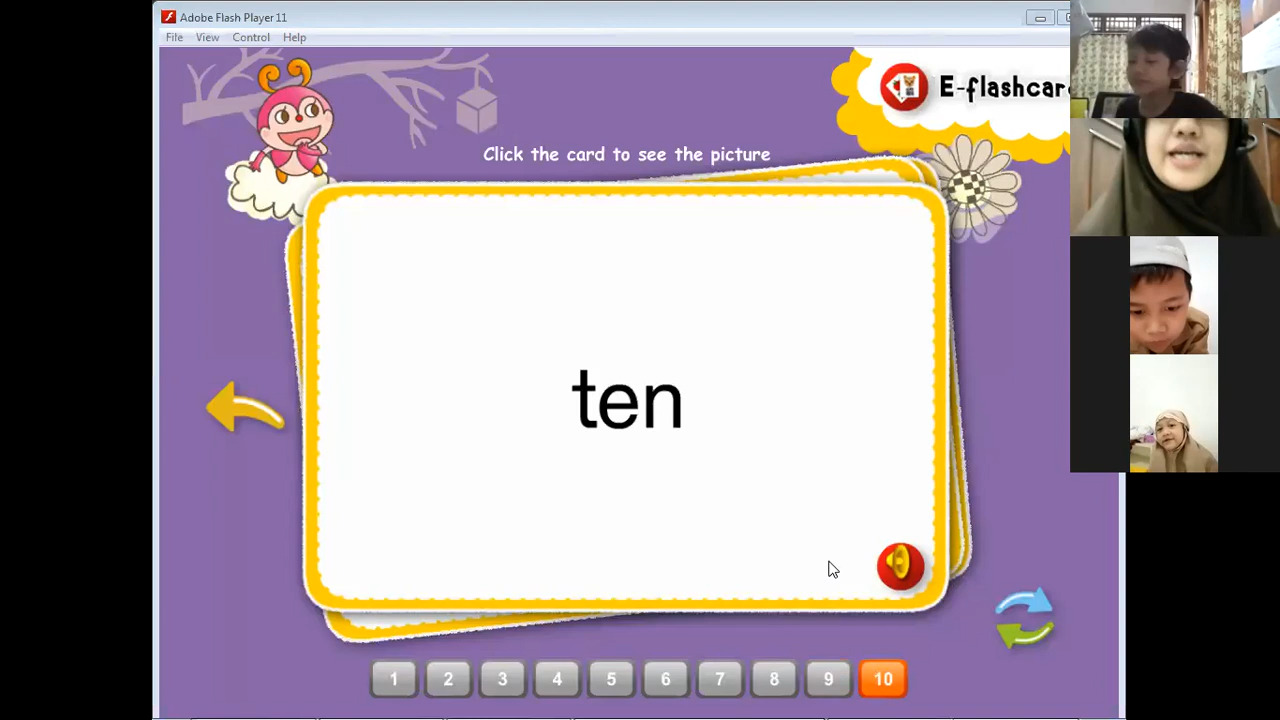 Adobe Flash Player 11
File View Control Help
E-flashcar
Click the card to see the picture
ten
1 2 3 4 5 6 7 8 9 10